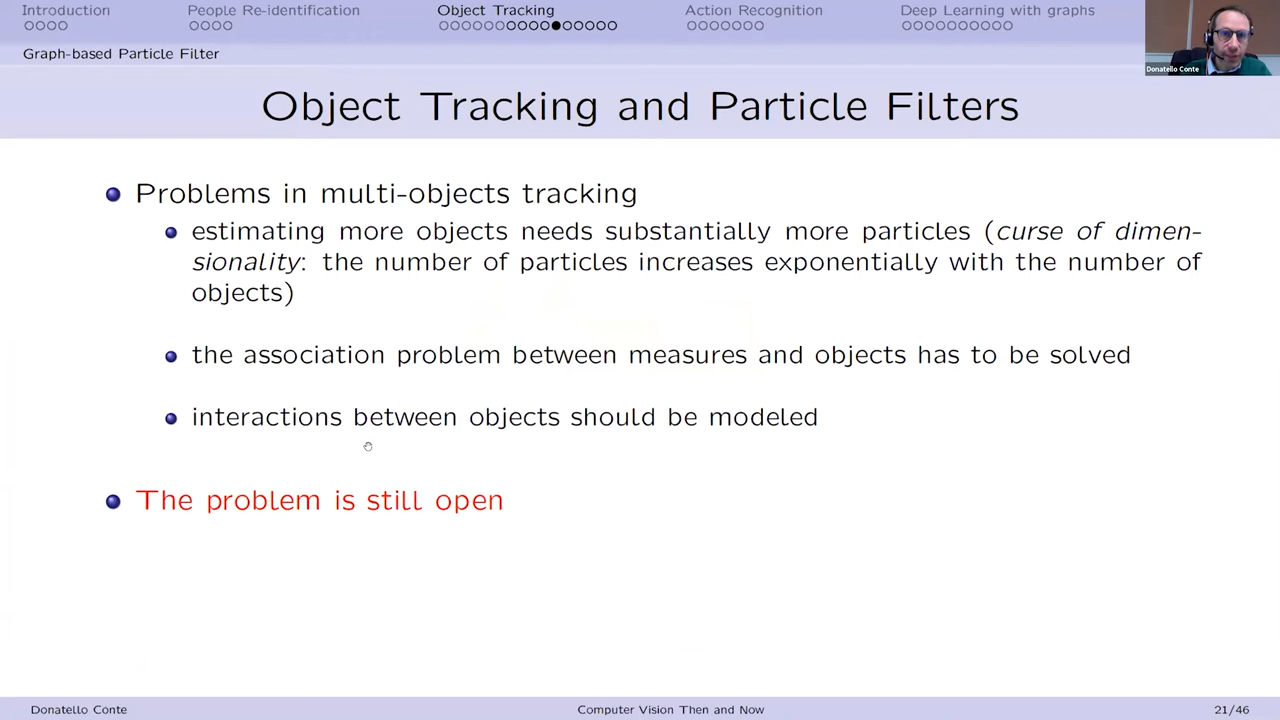 Introduction
People Re-identification
Object Tracking
Action Recognition
Deep Learning with graphs
Graph-based Particle Filter
Donatello Conte
Object Tracking and Particle Filters
Problems in multi-objects tracking
estimating more objects needs substantially more particles (curse of dimen-
sionality: the number of particles increases exponentially with the number of
objects)
the association problem between measures and objects has to be solved
interactions between objects should be modeled
The problem is still open
Donatello Conte
Computer Vision Then and Now
21/46